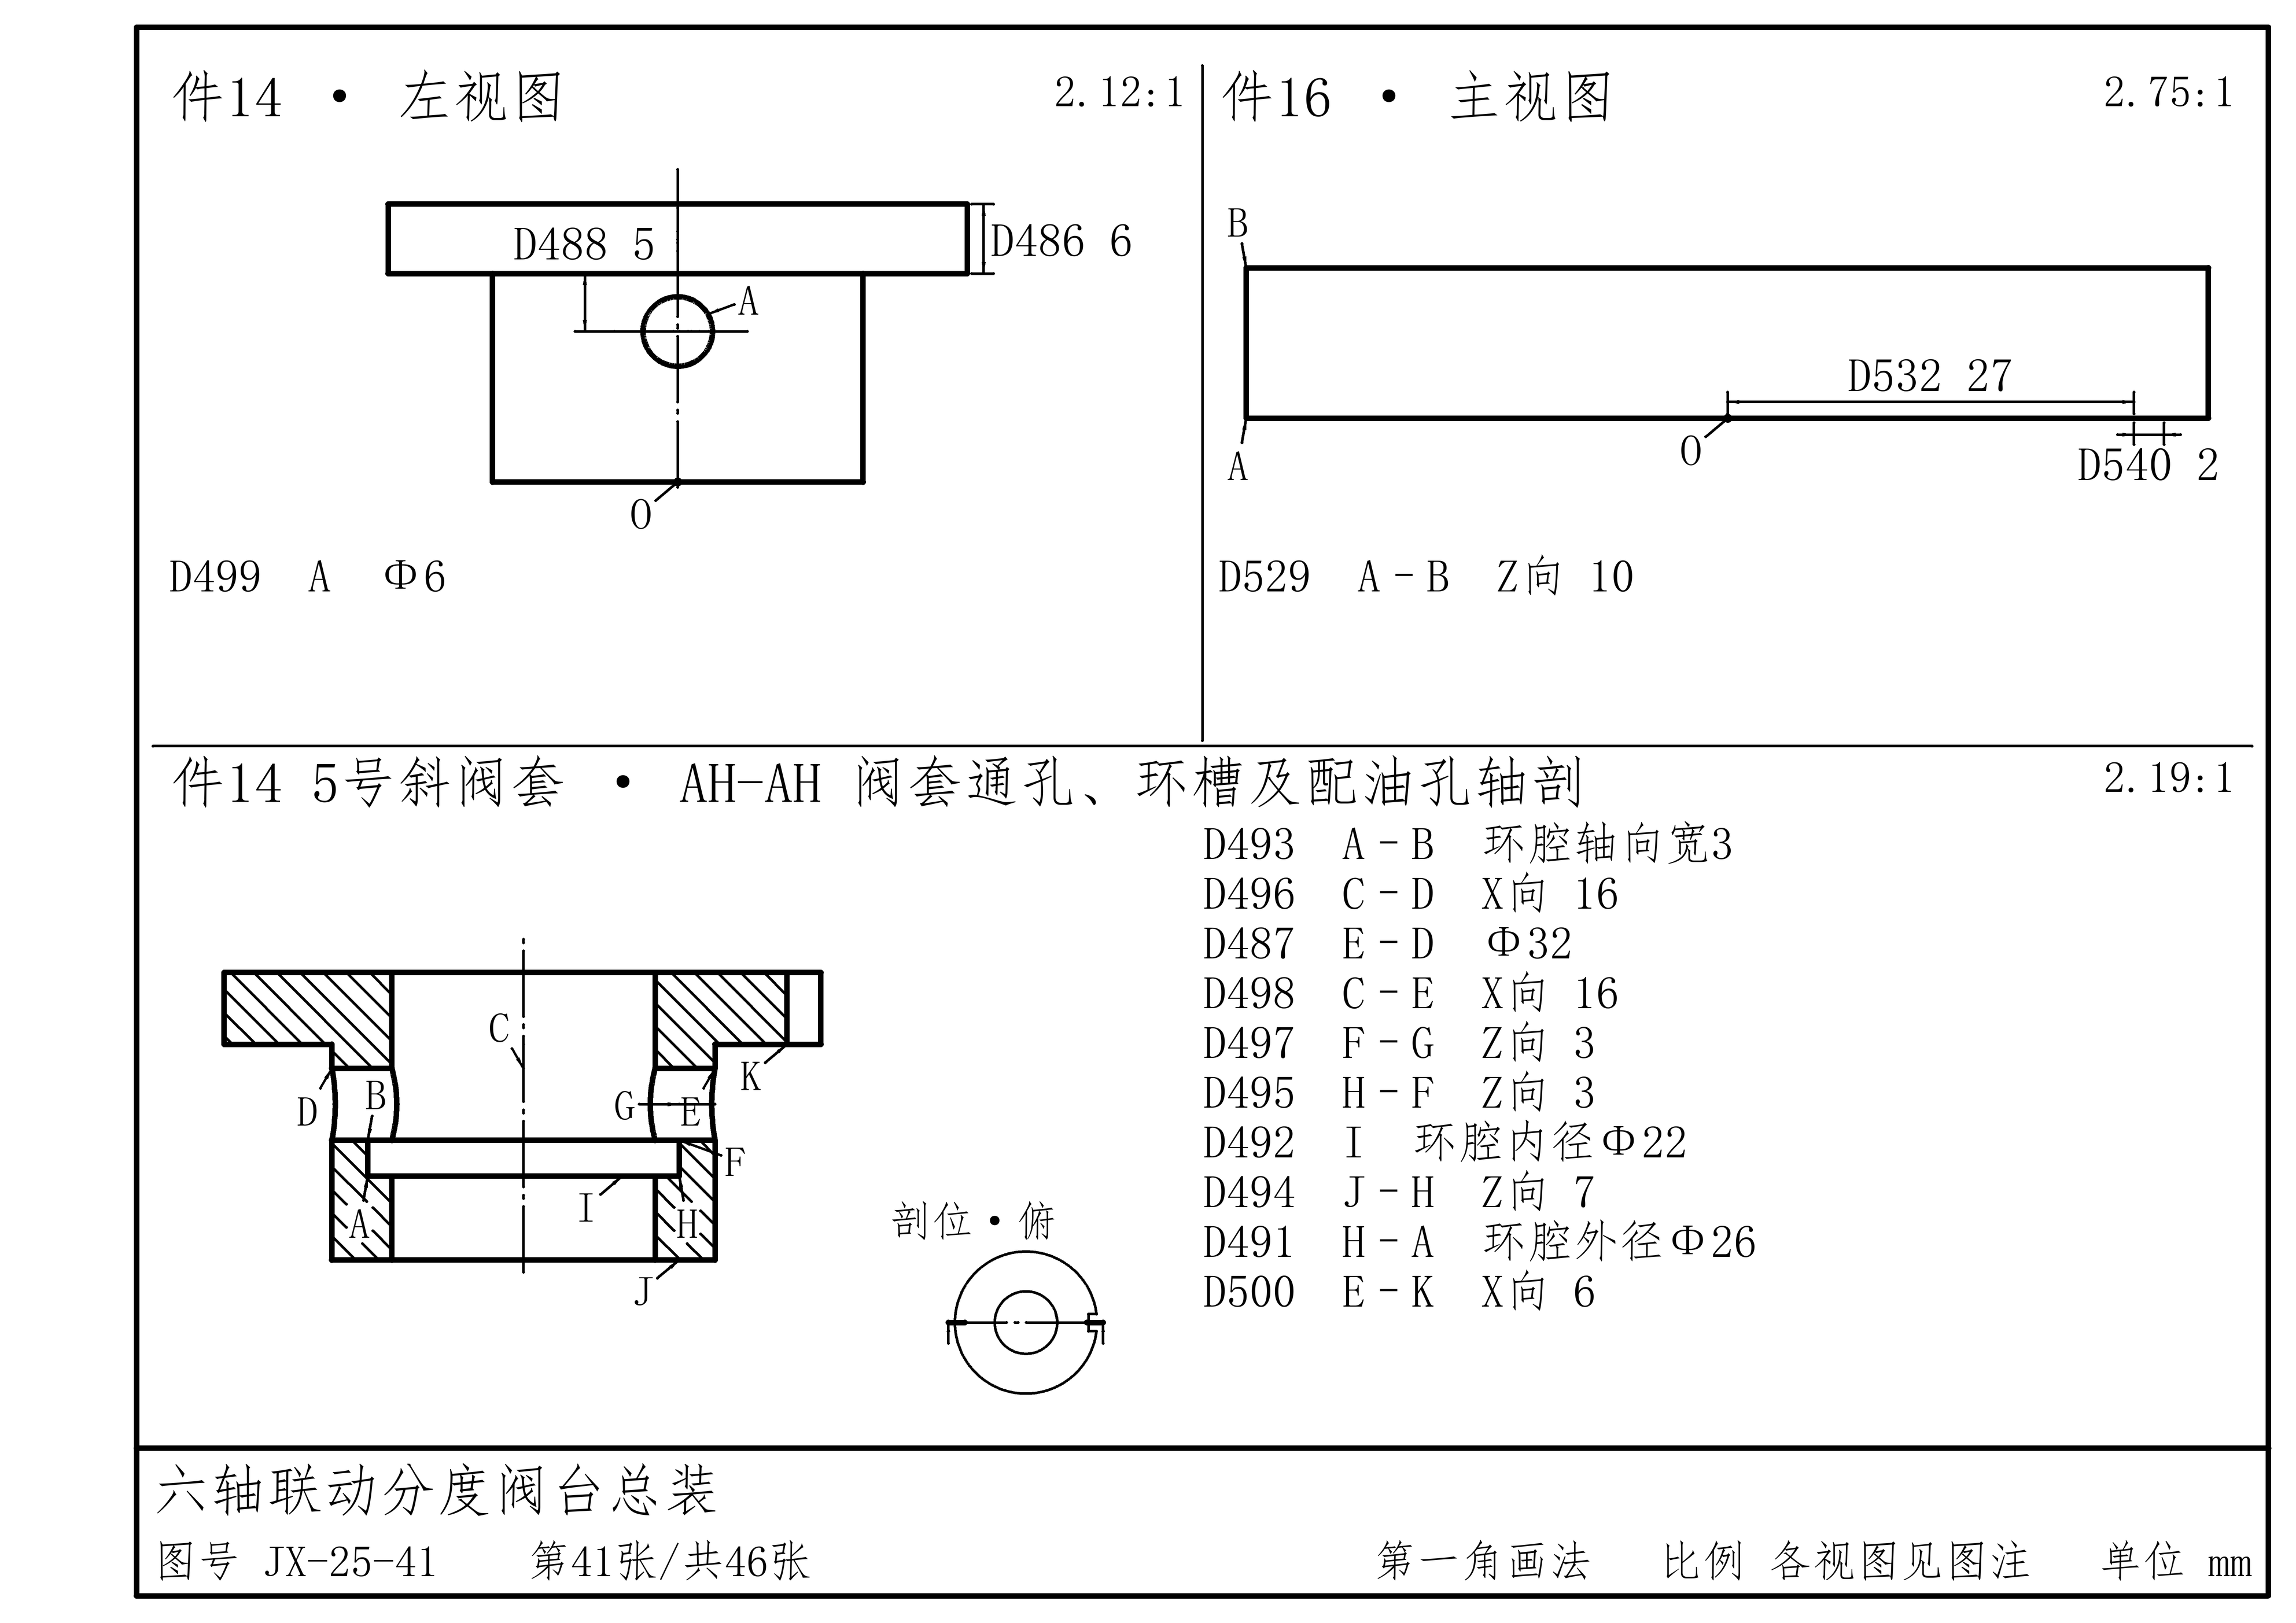 件14 • 左视图 2.12:1
D488 5
D486 6
A
O
D499 A Φ6
件16 • 主视图 2.75:1
B
D532 27
O
A
D540 2
D529 A-B Z向 10
件14 5号斜阀套 • AH-AH 阀套通孔、环槽及配油孔轴剖 2.19:1
D493 A-B 环腔轴向宽3
D496 C-D X向 16
D487 E-D Φ32
D498 C-E X向 16
D497 F-G Z向 3
D495 H-F Z向 3
D492 I 环腔内径Φ22
D494 J-H Z向 7
D491 H-A 环腔外径Φ26
D500 E-K X向 6
C
K
B
D
G
E
F
I
A
H
J
剖位•俯
六轴联动分度阀台总装
图号 JX-25-41 第41张/共46张 第一角画法 比例 各视图见图注 单位 mm